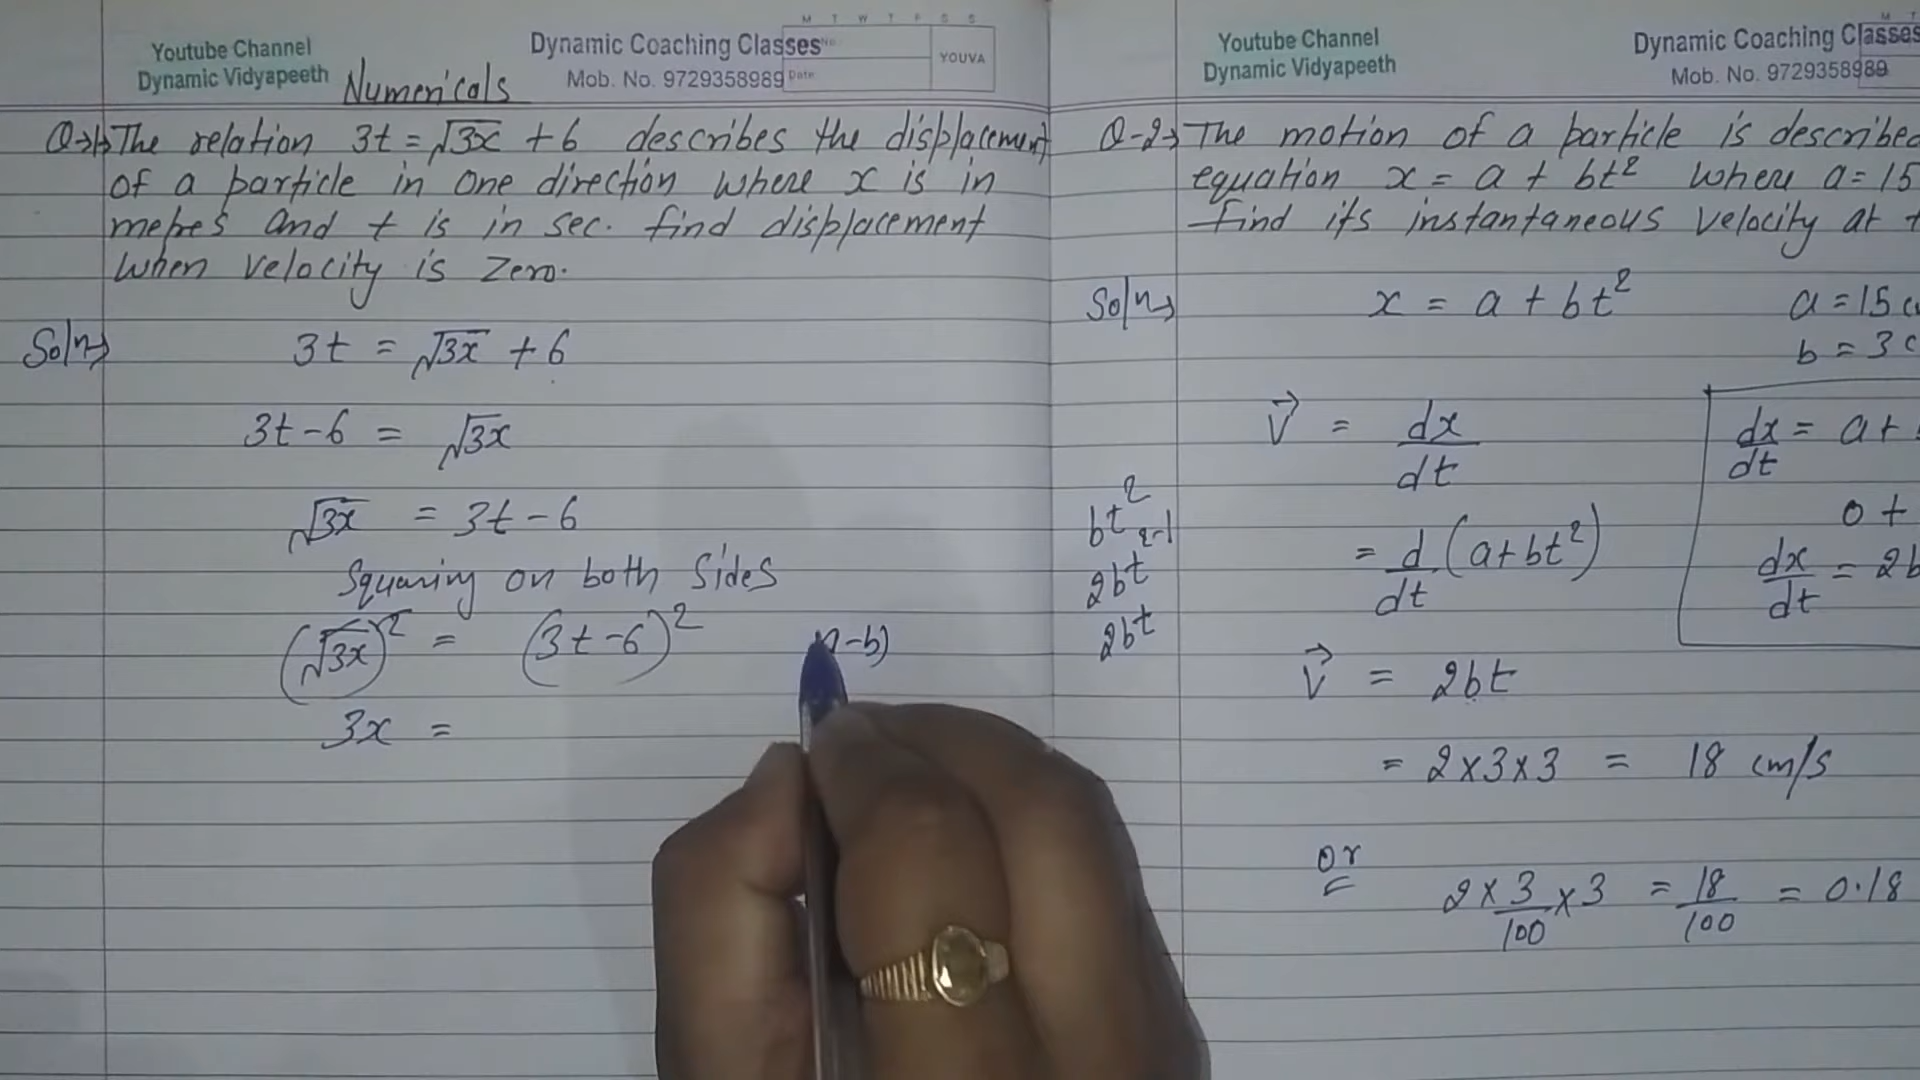 M T W T F S S
Youtube Channel
Dynamic Vidyapeeth
Dynamic Coaching Classes
Mob. No. 9729358989
No.
Date
YOUVA
Numericals
Q→1→ The relation 3t = √3x + 6 describes the displacement
of a particle in one direction where x is in
metres and t is in sec. find displacement
when velocity is zero.
Soln→
3t = √3x + 6
3t - 6 = √3x
√3x = 3t - 6
Squaring on both sides
(√3x)² = (3t - 6)²
-b)
3x =
Youtube Channel
Dynamic Vidyapeeth
Dynamic Coaching Classes
Mob. No. 9729358989
M T
Q-2→ The motion of a particle is described
equation x = a + bt² where a = 15
find its instantaneous velocity at t
Soln→
x = a + bt²
a = 15
b = 3 c
V⃗ = dx/dt
= d/dt (a + bt²)
V⃗ = 2bt
= 2×3×3 = 18 cm/s
or
2 × 3/100 × 3 = 18/100 = 0.18
bt²
2-1
2bt
2bt
dx/dt = a +
0 +
dx/dt = 2b